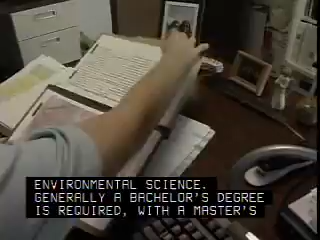 ENVIRONMENTAL SCIENCE.
GENERALLY A BACHELOR'S DEGREE
IS REQUIRED, WITH A MASTER'S